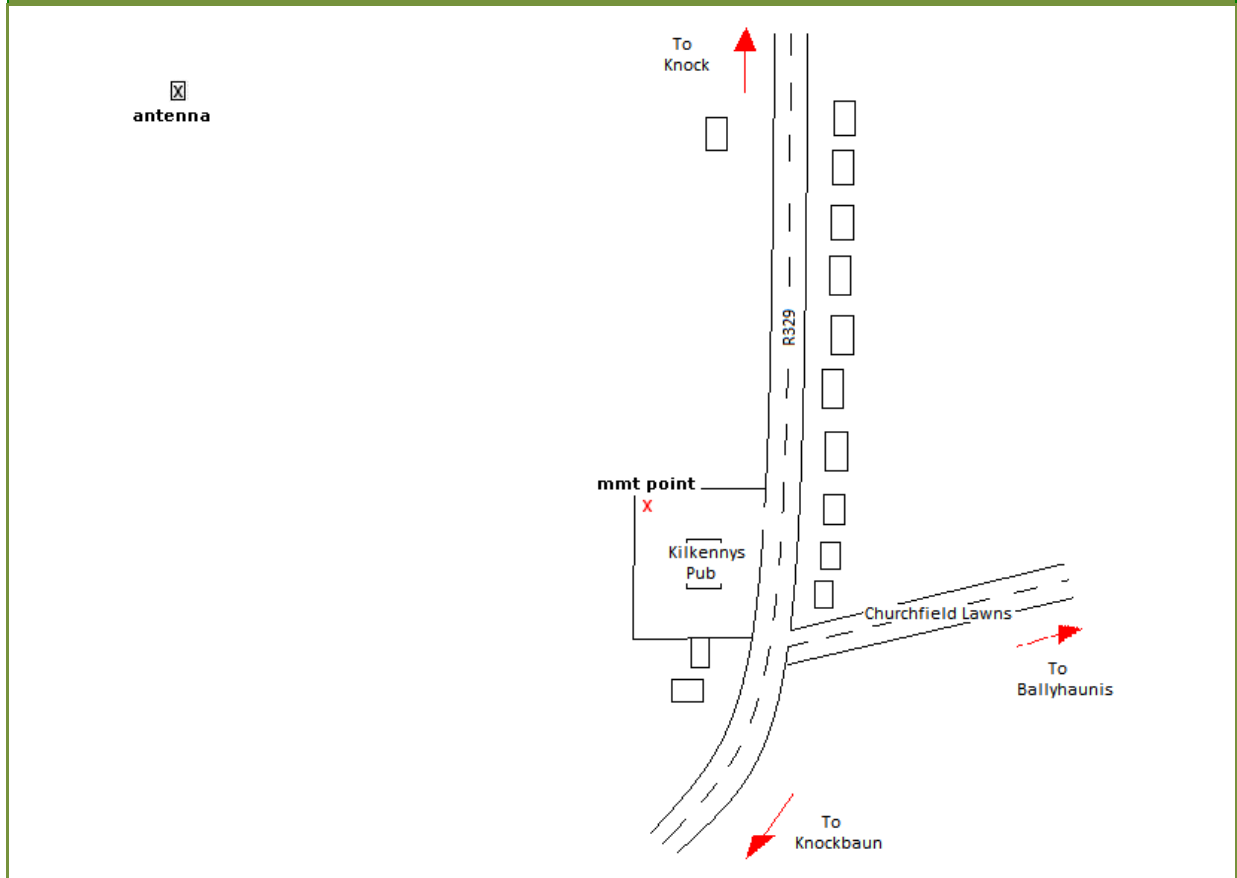 To
Knock
X
antenna
R329
mmt point
X
Kilkennys
Pub
Churchfield Lawns
To
Ballyhaunis
To
Knockbaun